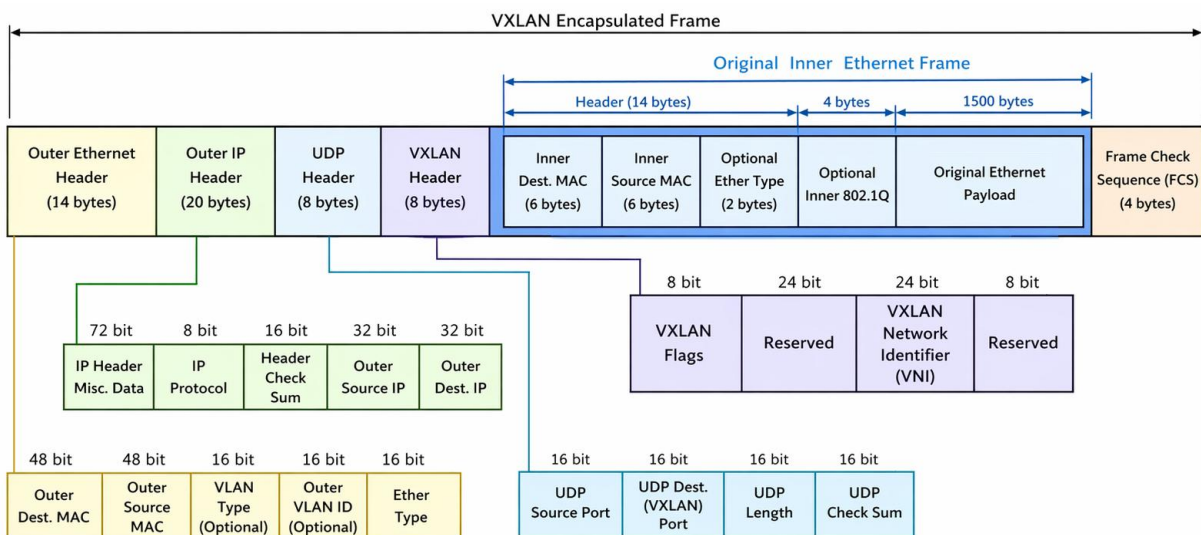 VXLAN Encapsulated Frame
Original Inner Ethernet Frame
Header (14 bytes)
4 bytes
1500 bytes
Outer Ethernet
Header
(14 bytes)
Outer IP
Header
(20 bytes)
UDP
Header
(8 bytes)
VXLAN
Header
(8 bytes)
Inner
Dest. MAC
(6 bytes)
Inner
Source MAC
(6 bytes)
Optional
Ether Type
(2 bytes)
Optional
Inner 802.1Q
Original Ethernet
Payload
Frame Check
Sequence (FCS)
(4 bytes)
8 bit
24 bit
24 bit
8 bit
VXLAN
Flags
Reserved
VXLAN
Network
Identifier
(VNI)
Reserved
72 bit
8 bit
16 bit
32 bit
32 bit
IP Header
Misc. Data
IP
Protocol
Header
Check
Sum
Outer
Source IP
Outer
Dest. IP
48 bit
48 bit
16 bit
16 bit
16 bit
Outer
Dest. MAC
Outer
Source
MAC
VLAN
Type
(Optional)
Outer
VLAN ID
(Optional)
Ether
Type
16 bit
16 bit
16 bit
16 bit
UDP
Source Port
UDP Dest.
(VXLAN)
Port
UDP
Length
UDP
Check Sum